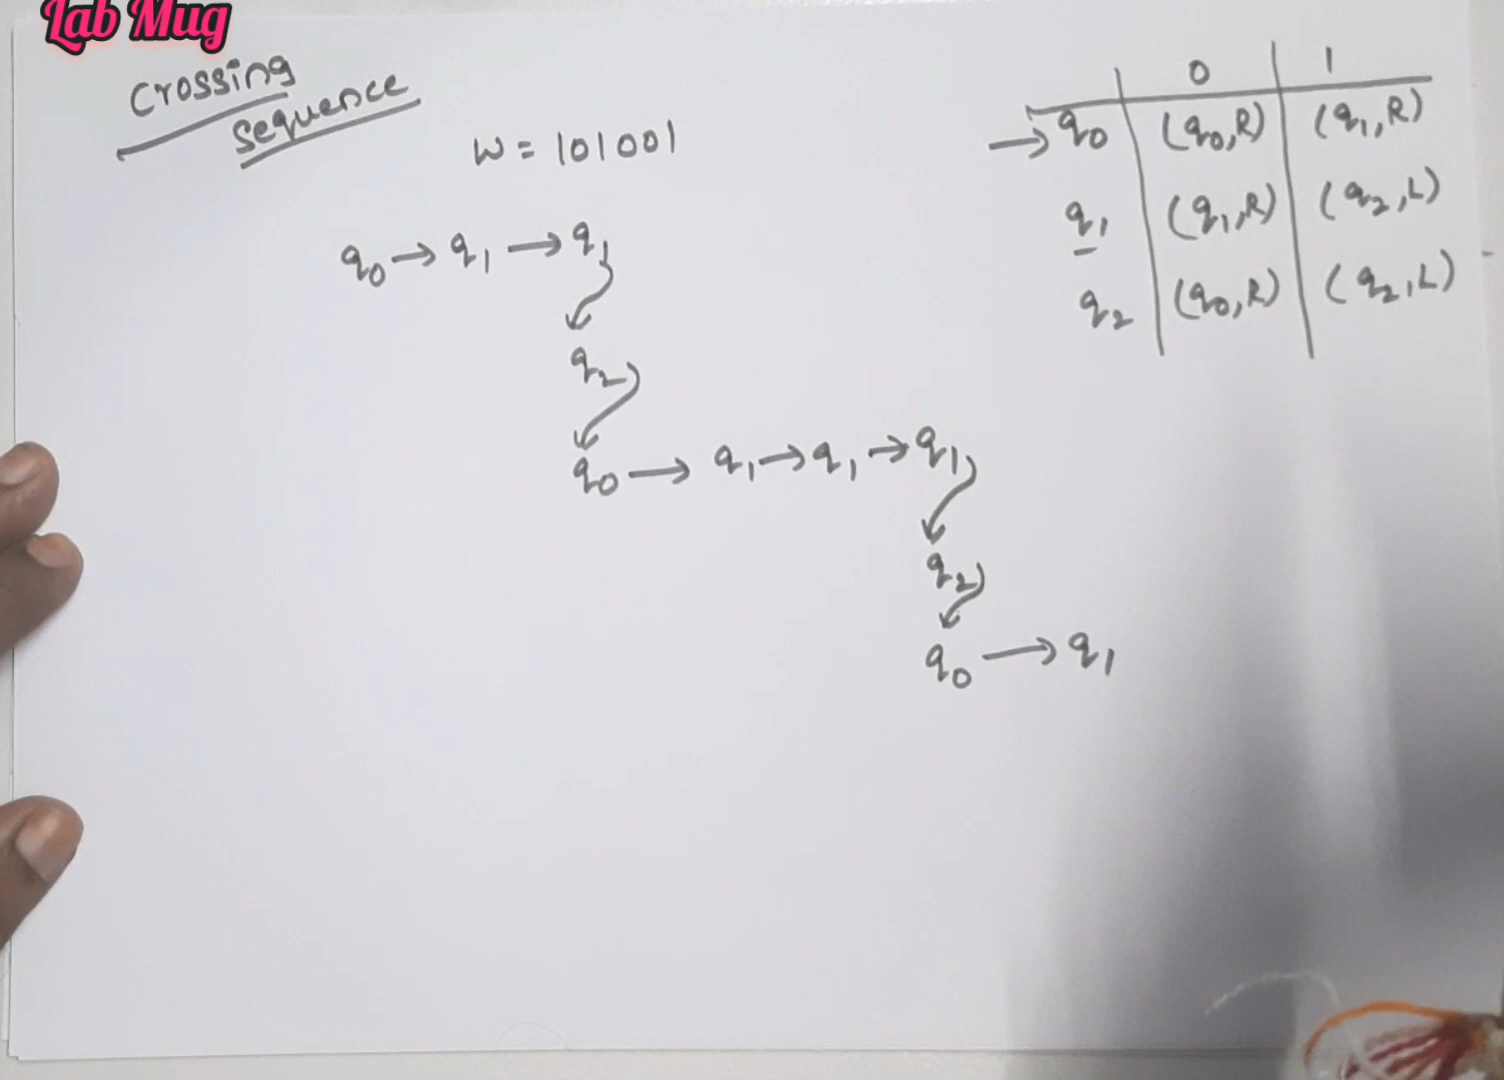 Lab Mug
Crossing
Sequence
W = 101001
0 1
→ q0 (q0,R) (q1,R)
q1 (q1,R) (q2,L)
q2 (q0,R) (q2,L)
q0 → q1 → q1
q2
q0 → q1 → q1 → q1
q2
q0 → q1